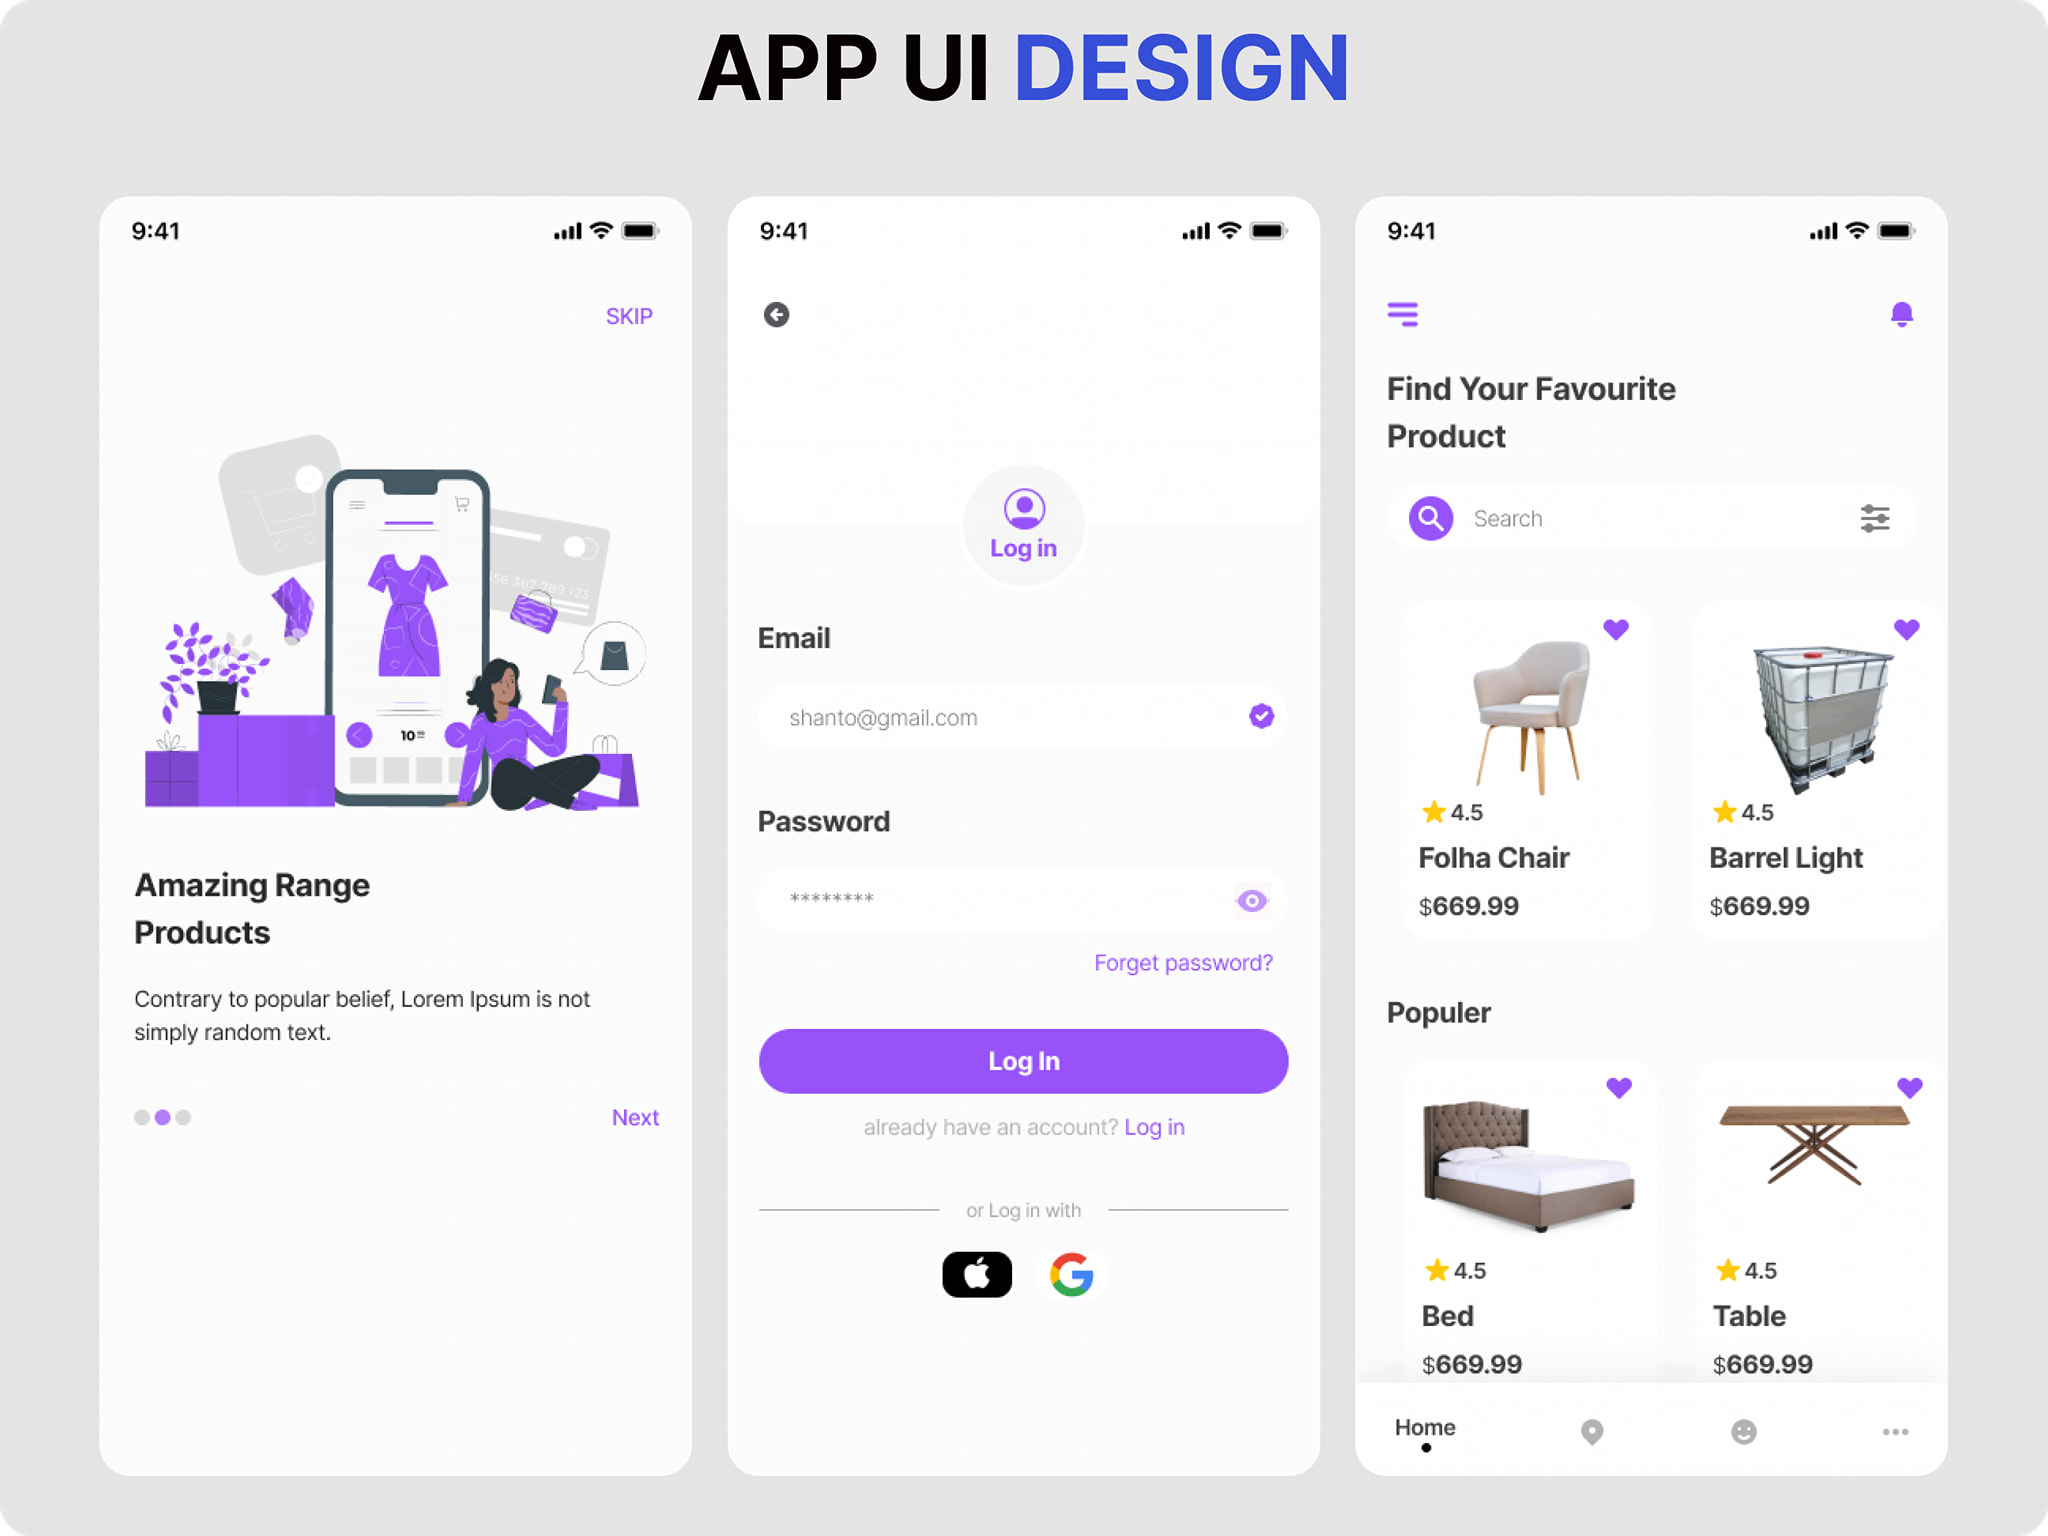 APP UI DESIGN
9:41
SKIP
367 789 123
10
Amazing Range
Products
Contrary to popular belief, Lorem Ipsum is not
simply random text.
Next
9:41
Log in
Email
shanto@gmail.com
Password
********
Forget password?
Log In
already have an account? Log in
or Log in with
9:41
Find Your Favourite
Product
Search
4.5
Folha Chair
$669.99
4.5
Barrel Light
$669.99
Populer
4.5
Bed
$669.99
4.5
Table
$669.99
Home